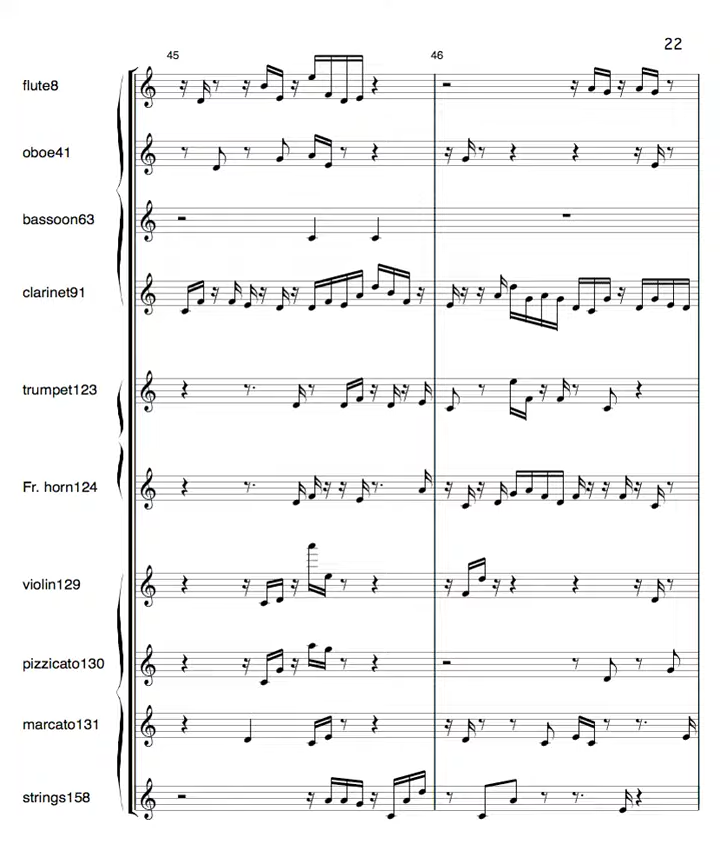 22
45 46
flute8
oboe41
bassoon63
clarinet91
trumpet123
Fr. horn124
violin129
pizzicato130
marcato131
strings158